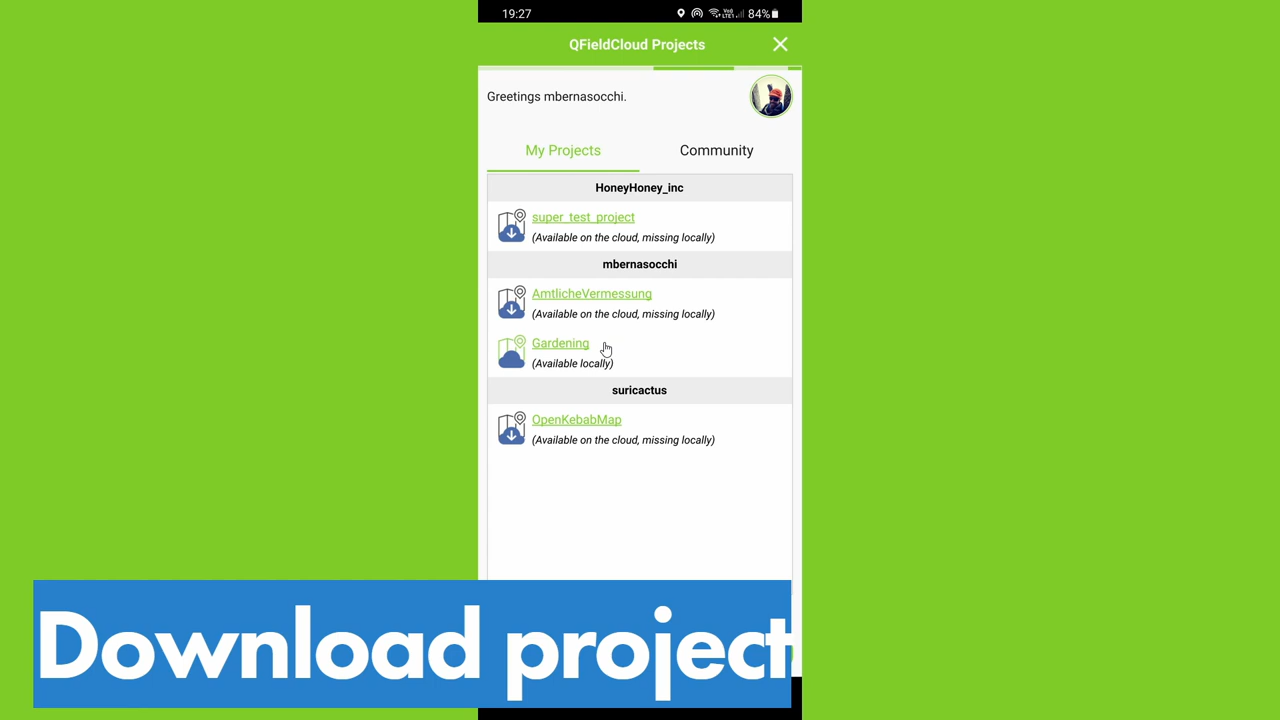 19:27
84%
QFieldCloud Projects
Greetings mbernasocchi.
My Projects
Community
HoneyHoney_inc
super_test_project
(Available on the cloud, missing locally)
mbernasocchi
AmtlicheVermessung
(Available on the cloud, missing locally)
Gardening
(Available locally)
suricactus
OpenKebabMap
(Available on the cloud, missing locally)
Download project